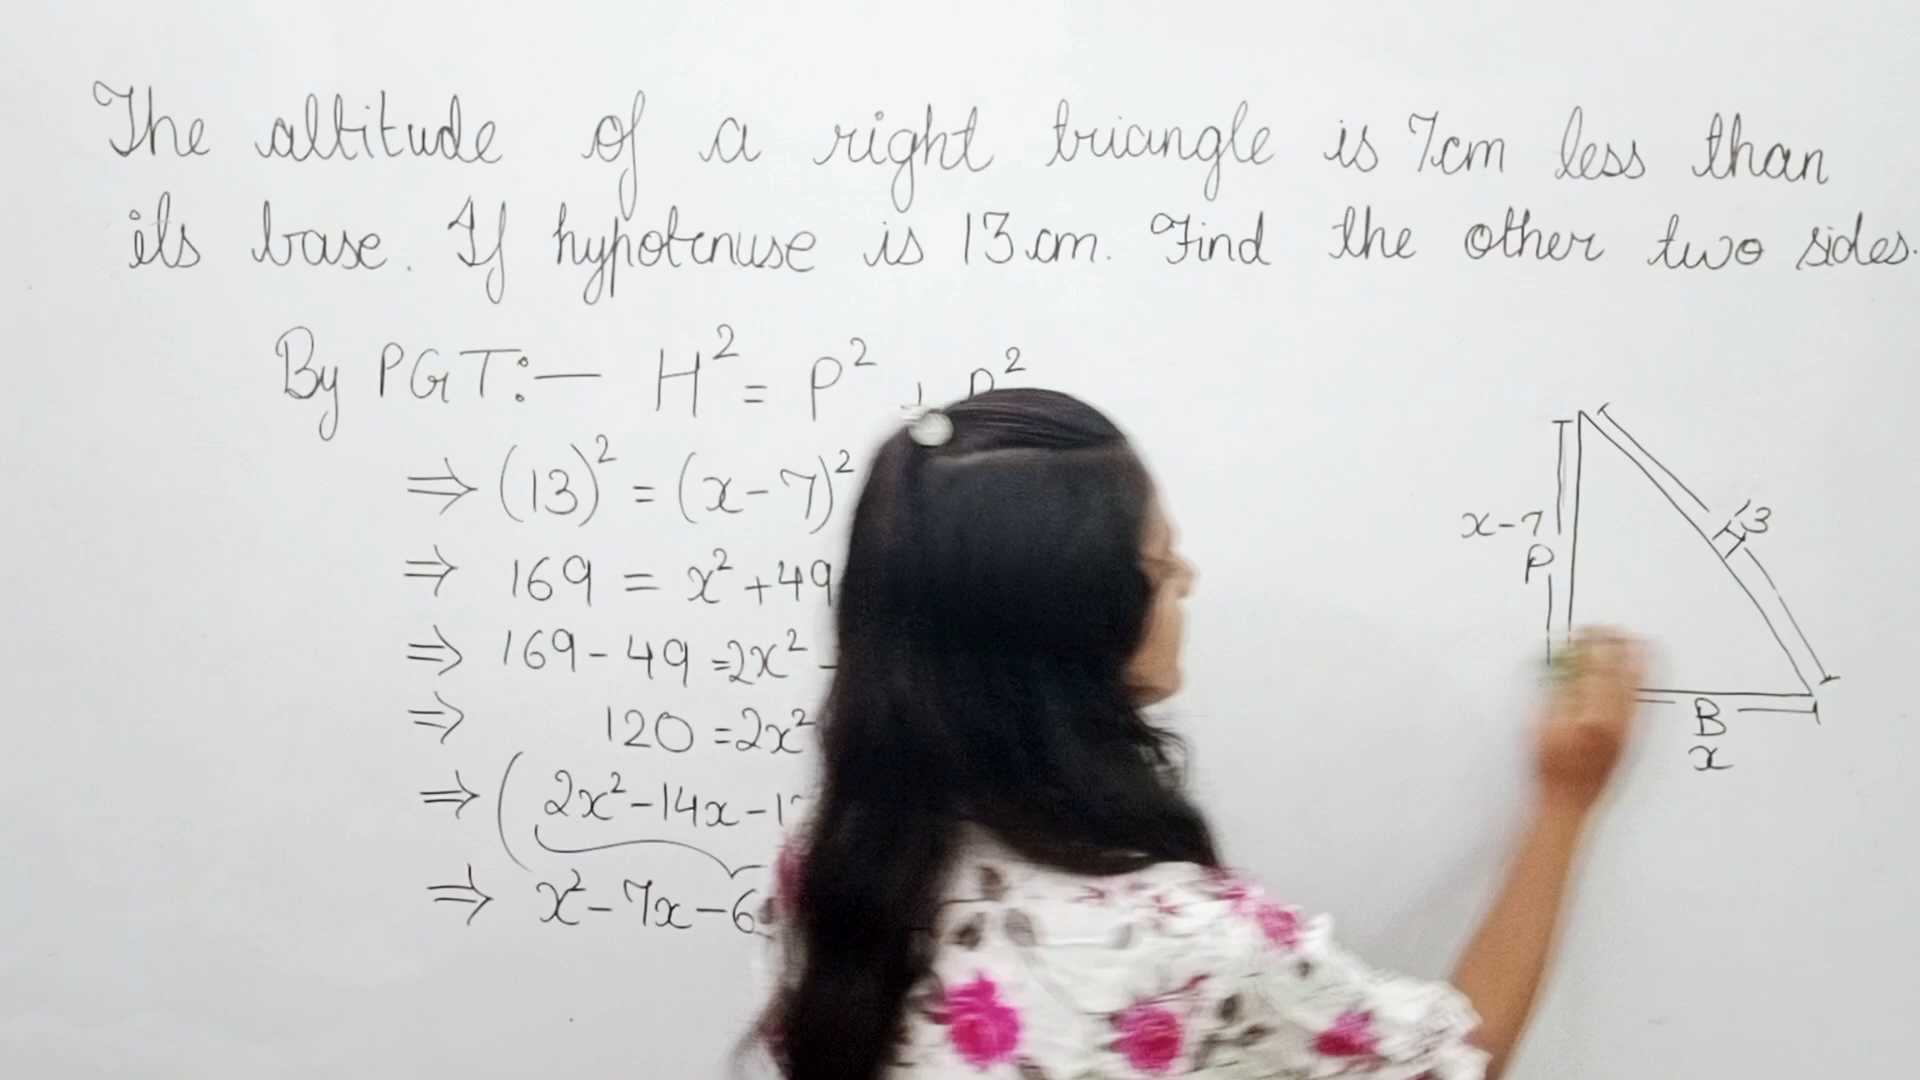 The altitude of a right triangle is 7cm less than
its base. If hypotenuse is 13cm. Find the other two sides.
By PGT:— H² = P² + B²
⇒ (13)² = (x-7)²
⇒ 169 = x² + 49
⇒ 169 - 49 = 2x² -
⇒ 120 = 2x²
⇒ ( 2x² - 14x - 1
⇒ x² - 7x - 6
x-7
P
13
H
B
x